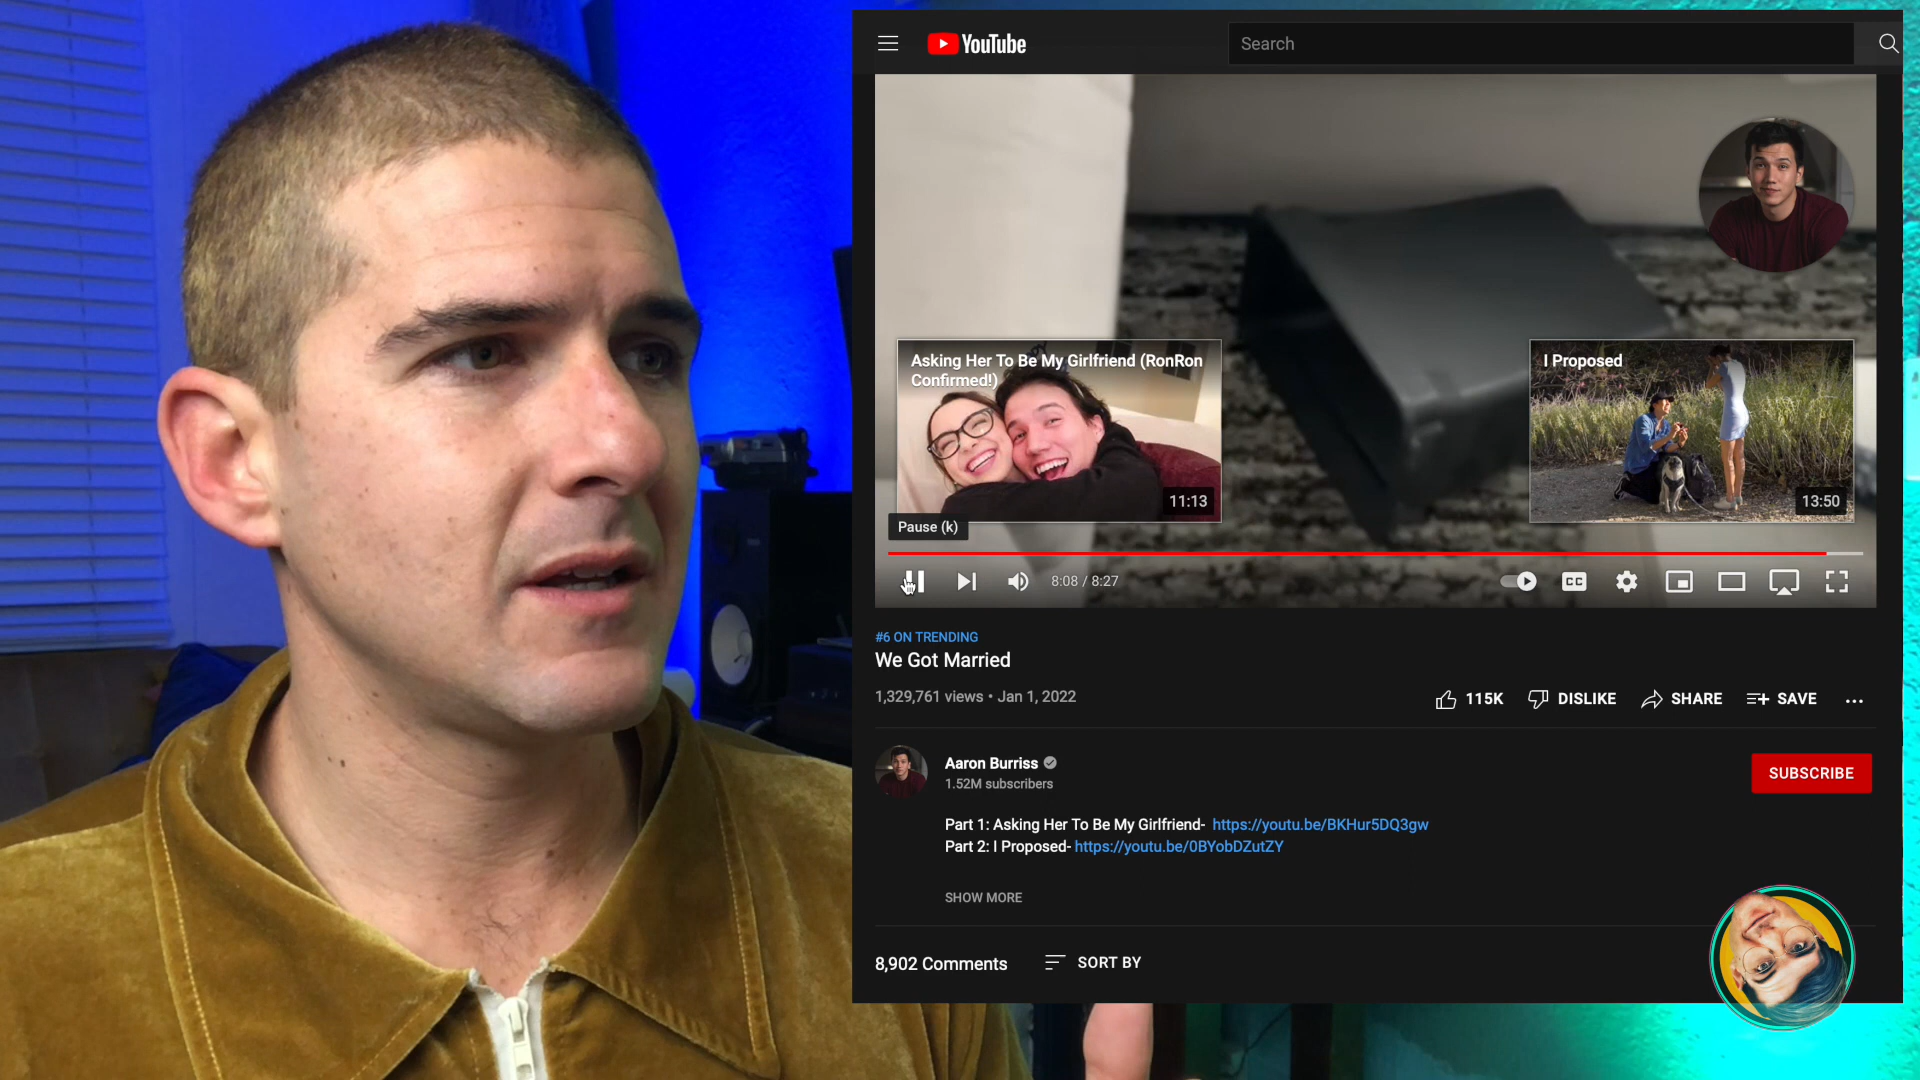 YouTube
Search
Asking Her To Be My Girlfriend (RonRon
Confirmed!)
11:13
I Proposed
13:50
Pause (k)
8:08 / 8:27
CC
#6 ON TRENDING
We Got Married
1,329,761 views • Jan 1, 2022
115K
DISLIKE
SHARE
SAVE
Aaron Burriss
1.52M subscribers
SUBSCRIBE
Part 1: Asking Her To Be My Girlfriend- https://youtu.be/BKHur5DQ3gw
Part 2: I Proposed- https://youtu.be/0BYobDZutZY
SHOW MORE
8,902 Comments
SORT BY